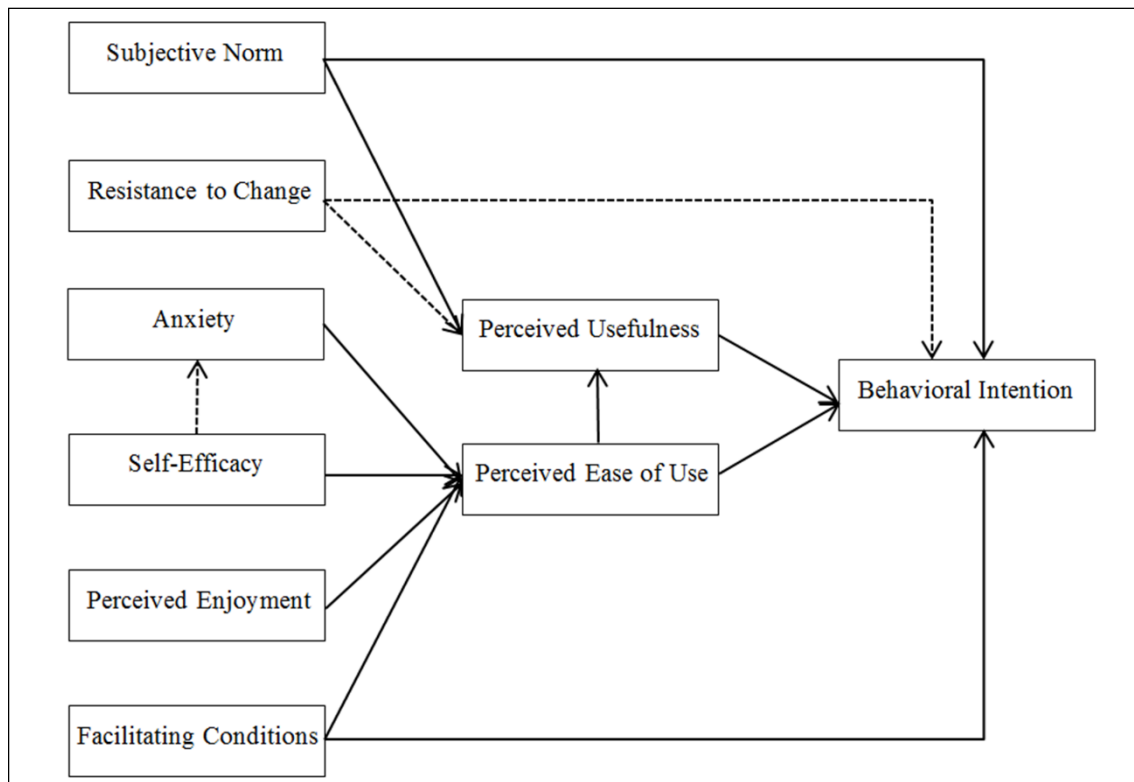 Subjective Norm
Resistance to Change
Anxiety
Perceived Usefulness
Behavioral Intention
Self-Efficacy
Perceived Ease of Use
Perceived Enjoyment
Facilitating Conditions